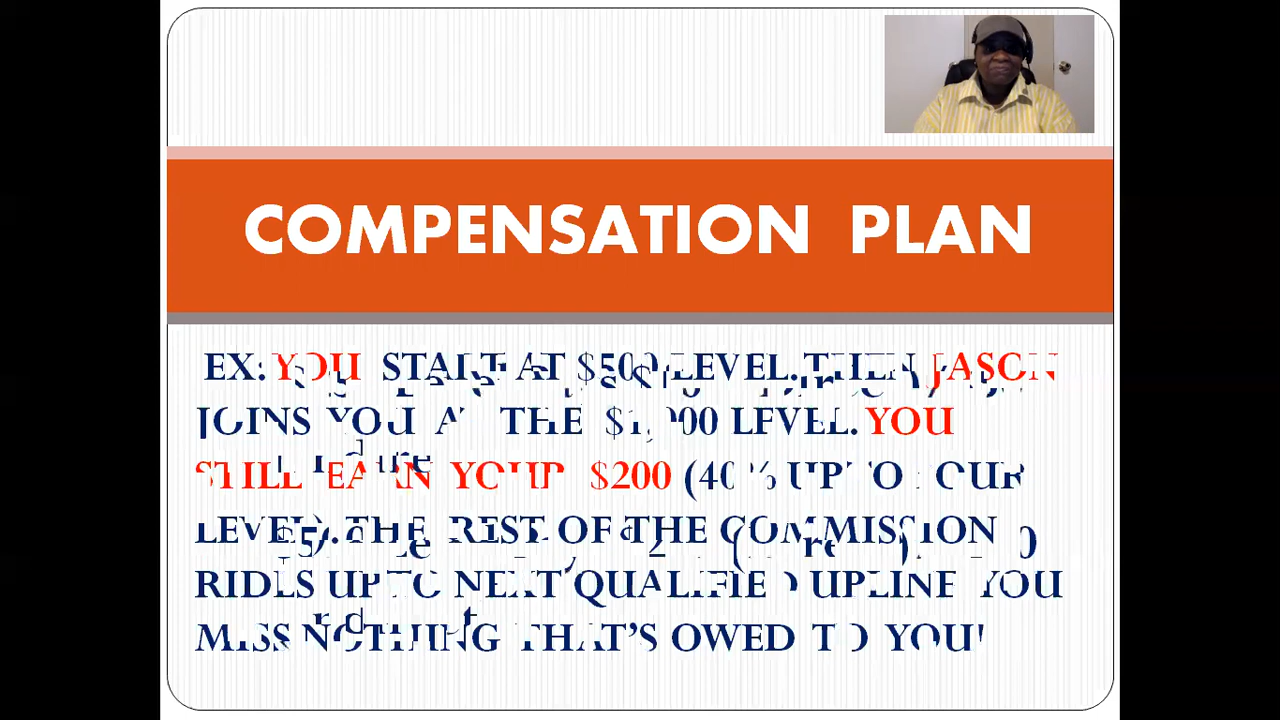 COMPENSATION PLAN
EX: YOU START AT $500 LEVEL. THEN JASON
JOINS YOU AT THE $1,000 LEVEL. YOU
STILL EARN YOUR $200 (40% UP TO YOUR
LEVEL). THE REST OF THE COMMISSION
RIDES UP TO NEXT QUALIFIED UPLINE YOU
MISS NOTHING THAT'S OWED TO YOU!